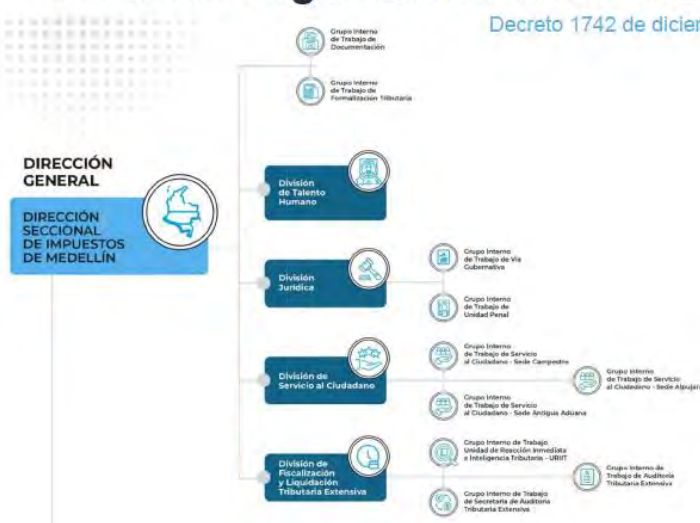 Decreto 1742 de dicie
Grupo Interno
de Trabajo de
Documentación
Grupo Interno
de Trabajo de
Formalización Tributaria
DIRECCIÓN
GENERAL
DIRECCIÓN
SECCIONAL
DE IMPUESTOS
DE MEDELLÍN
División
de Talento
Humano
División
Jurídica
Grupo Interno
de Trabajo de Vía
Gubernativa
Grupo Interno
de Trabajo de
Unidad Penal
División de
Servicio al Ciudadano
Grupo Interno
de Trabajo de Servicio
al Ciudadano - Sede Campestre
Grupo Interno
de Trabajo de Servicio
al Ciudadano - Sede Antigua Aduana
Grupo Interno
de Trabajo de Servicio
al Ciudadano - Sede Alpujar
División de
Fiscalización
y Liquidación
Tributaria Extensiva
Grupo Interno de Trabajo
Unidad de Reacción Inmediata
e Inteligencia Tributaria - URIIT
Grupo Interno de Trabajo
de Secretaría de Auditoría
Tributaria Extensiva
Grupo Interno de
Trabajo de Auditoría
Tributaria Extensiva